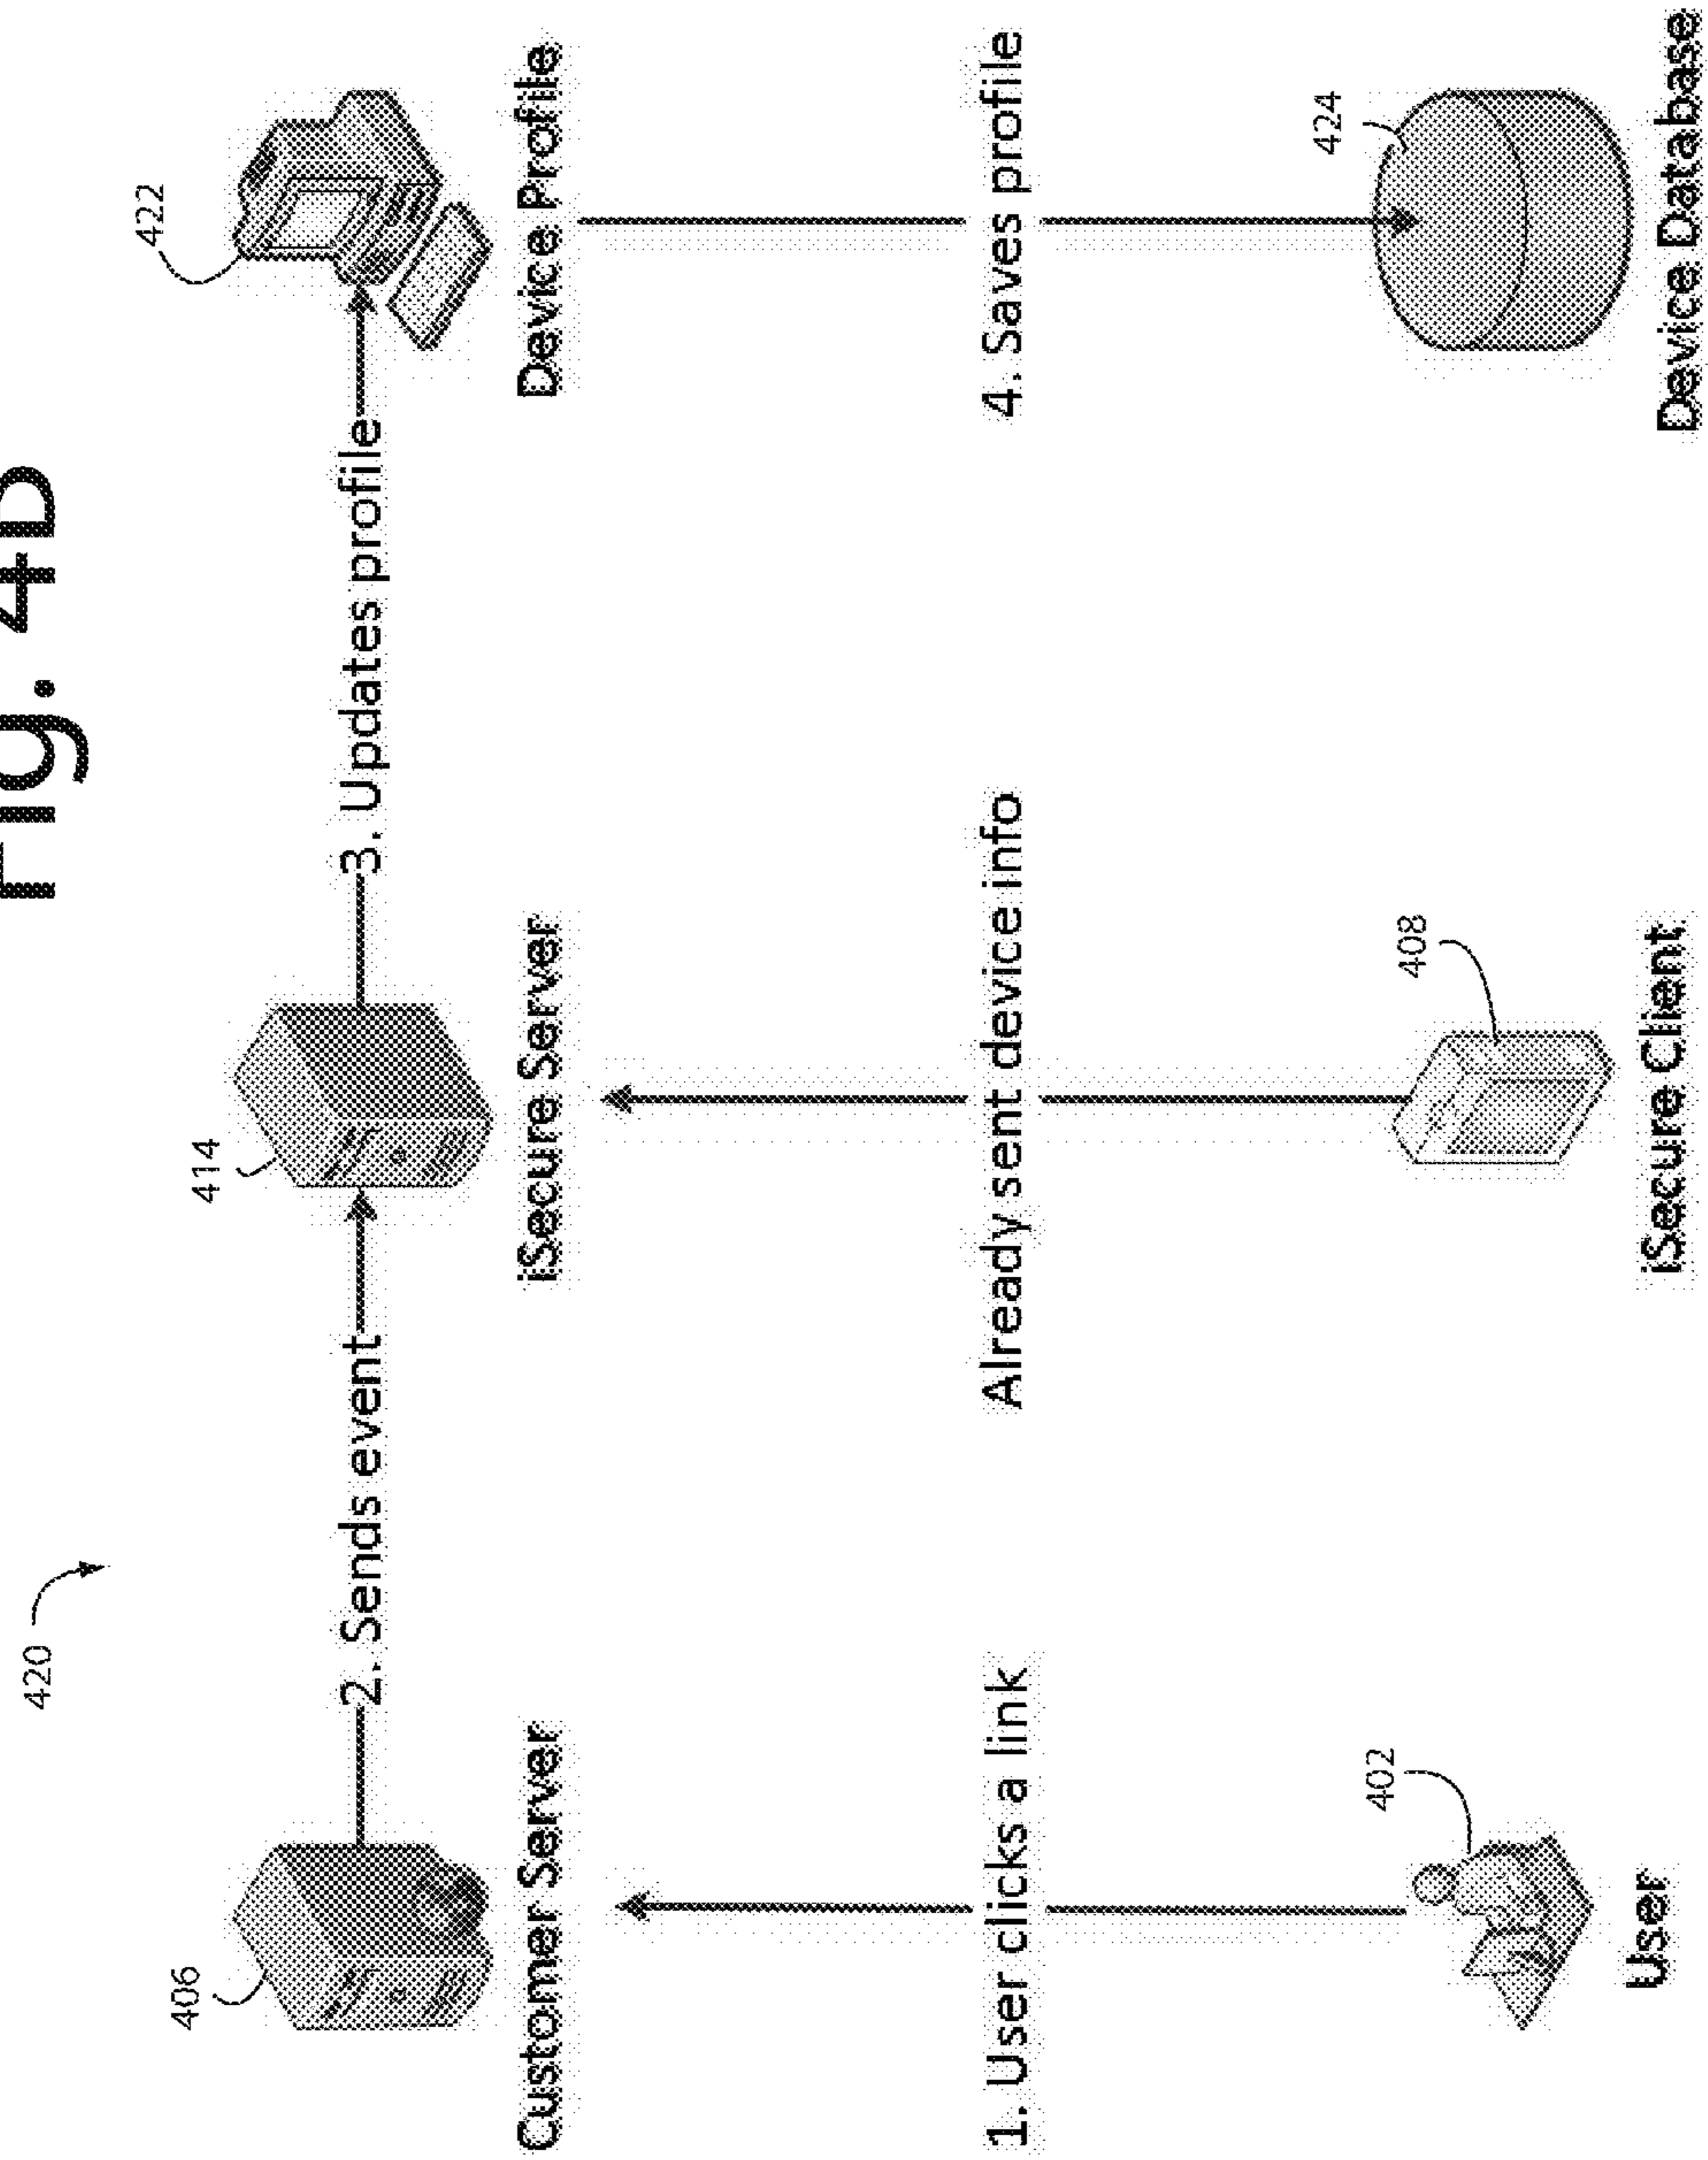 Fig.
420
406
414
422
2. Sends event
3. Updates profile
Customer Server
iSecure Server
Device Profile
1. User clicks a link
Already sent device info
4. Saves profile
402
408
424
User
iSecure Client
Device Database